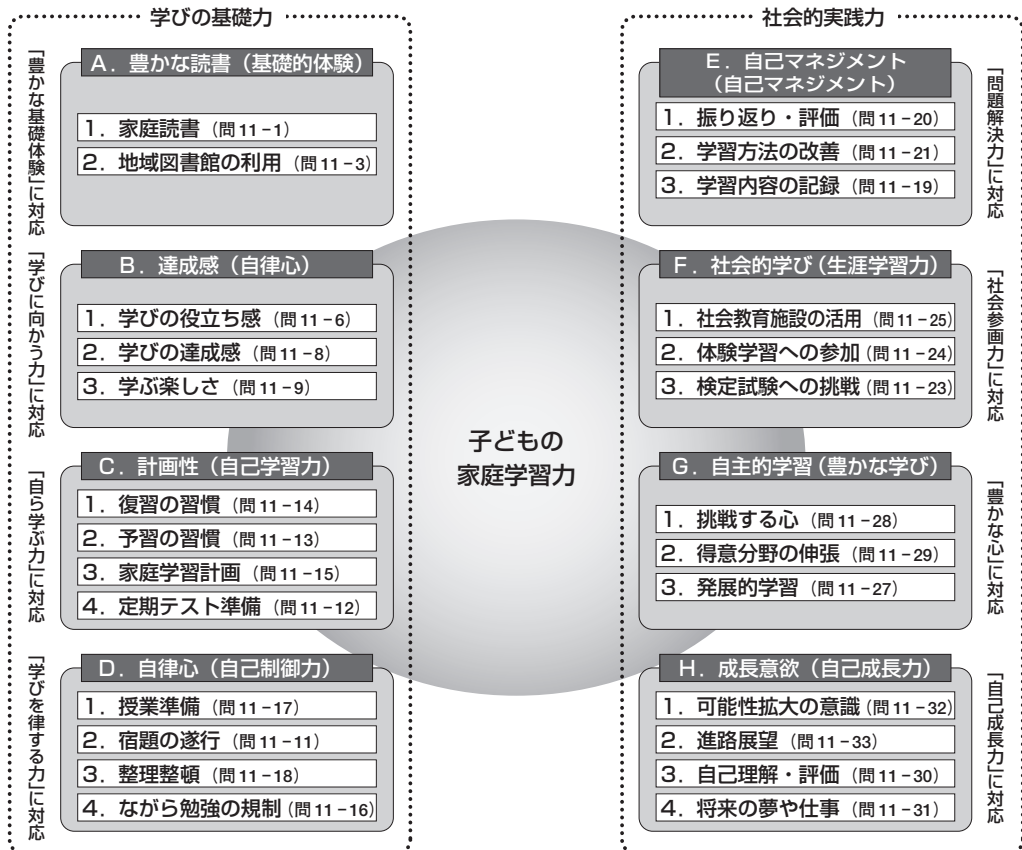 学びの基礎力
「豊かな基礎体験」に対応
A．豊かな読書（基礎的体験）
1．家庭読書（問11−1）
2．地域図書館の利用（問11−3）
「学びに向かう力」に対応
B．達成感（自律心）
1．学びの役立ち感（問11−6）
2．学びの達成感（問11−8）
3．学ぶ楽しさ（問11−9）
「自ら学ぶ力」に対応
C．計画性（自己学習力）
1．復習の習慣（問11−14）
2．予習の習慣（問11−13）
3．家庭学習計画（問11−15）
4．定期テスト準備（問11−12）
「学びを律する力」に対応
D．自律心（自己制御力）
1．授業準備（問11−17）
2．宿題の遂行（問11−11）
3．整理整頓（問11−18）
4．ながら勉強の規制（問11−16）
子どもの
家庭学習力
社会的実践力
E．自己マネジメント
（自己マネジメント）
1．振り返り・評価（問11−20）
2．学習方法の改善（問11−21）
3．学習内容の記録（問11−19）
「問題解決力」に対応
F．社会的学び（生涯学習力）
1．社会教育施設の活用（問11−25）
2．体験学習への参加（問11−24）
3．検定試験への挑戦（問11−23）
「社会参画力」に対応
G．自主的学習（豊かな学び）
1．挑戦する心（問11−28）
2．得意分野の伸張（問11−29）
3．発展的学習（問11−27）
「豊かな心」に対応
H．成長意欲（自己成長力）
1．可能性拡大の意識（問11−32）
2．進路展望（問11−33）
3．自己理解・評価（問11−30）
4．将来の夢や仕事（問11−31）
「自己成長力」に対応